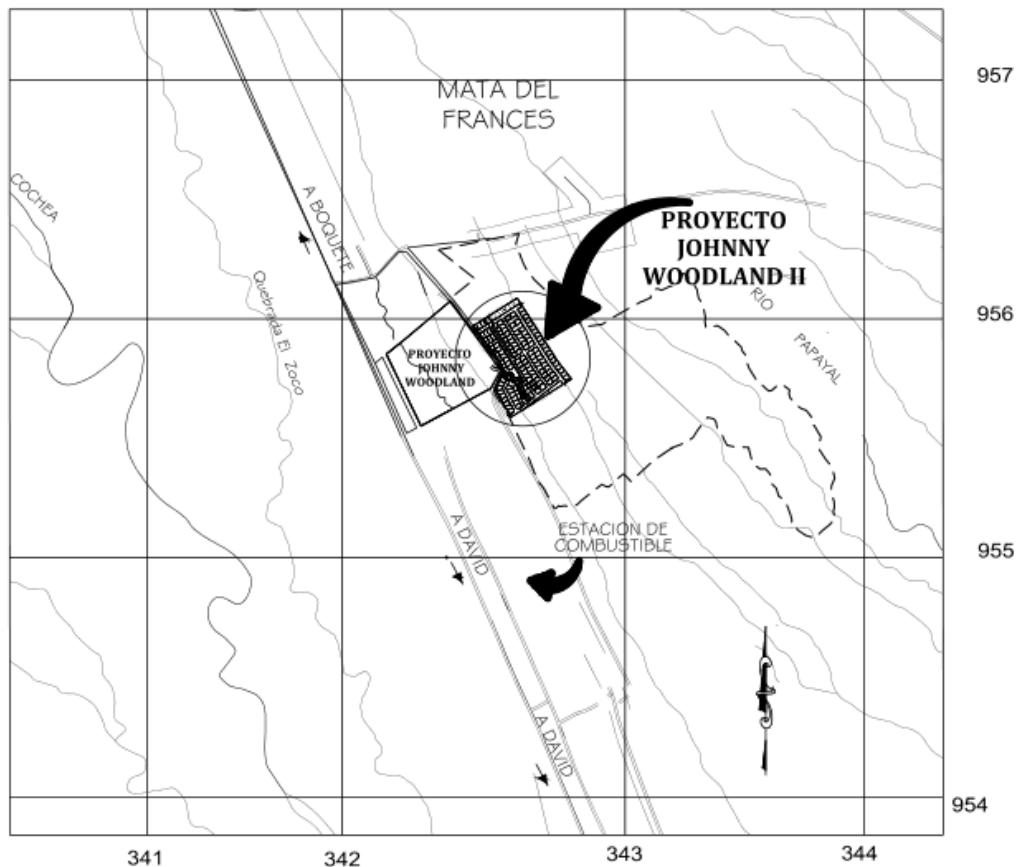 957
MATA DEL
FRANCES
COCHEA
A BOQUETE
PROYECTO
JOHNNY
WOODLAND II
RIO
PAPAYAL
Quebrada El Zoco
956
PROYECTO
JOHNNY
WOODLAND
A DAVID
ESTACION DE
COMBUSTIBLE
955
A DAVID
954
341
342
343
344